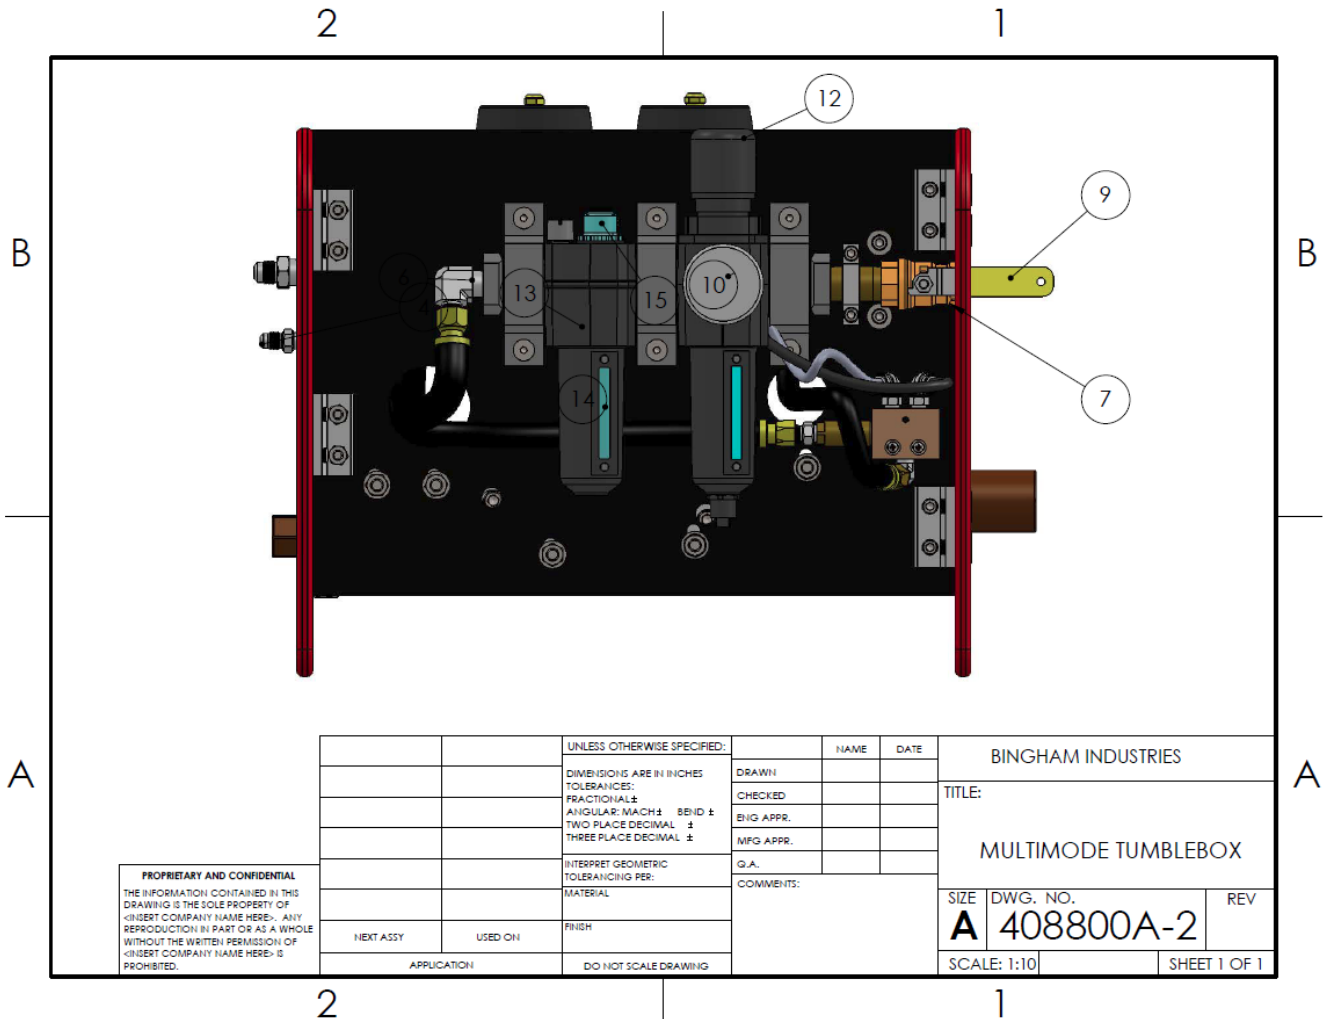 2 1
12
9
B B
6
10
13 15
4
14 7
A A
UNLESS OTHERWISE SPECIFIED:
DIMENSIONS ARE IN INCHES
TOLERANCES:
FRACTIONAL±
ANGULAR: MACH± BEND ±
TWO PLACE DECIMAL ±
THREE PLACE DECIMAL ±
INTERPRET GEOMETRIC
TOLERANCING PER:
MATERIAL
FINISH
DO NOT SCALE DRAWING
NAME DATE
DRAWN
CHECKED
ENG APPR.
MFG APPR.
Q.A.
COMMENTS:
BINGHAM INDUSTRIES
TITLE:
MULTIMODE TUMBLEBOX
SIZE DWG. NO. REV
A 408800A-2
SCALE: 1:10 SHEET 1 OF 1
PROPRIETARY AND CONFIDENTIAL
THE INFORMATION CONTAINED IN THIS
DRAWING IS THE SOLE PROPERTY OF
<INSERT COMPANY NAME HERE>. ANY
REPRODUCTION IN PART OR AS A WHOLE
WITHOUT THE WRITTEN PERMISSION OF
<INSERT COMPANY NAME HERE> IS
PROHIBITED.
NEXT ASSY USED ON
APPLICATION
2 1